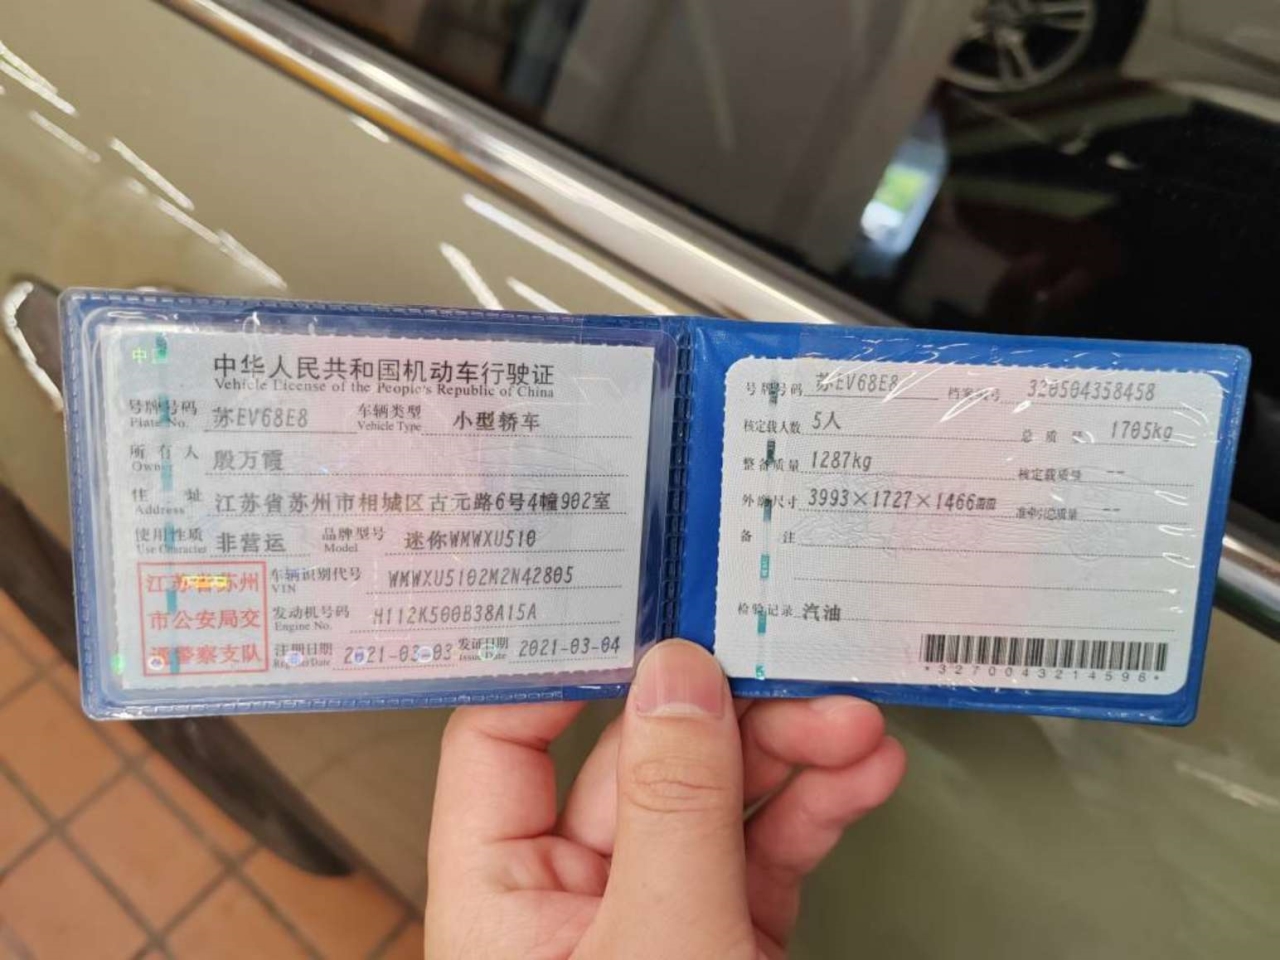 中国
中华人民共和国机动车行驶证
Vehicle License of the People's Republic of China
号牌号码 苏EV68E8 车辆类型 小型轿车
Plate No. Vehicle Type
所有人 殷万霞
Owner
住址 江苏省苏州市相城区古元路6号4幢902室
Address
使用性质 非营运 品牌型号 迷你WMWXU510
Use Character Model
江苏省苏州
市公安局交
通警察支队
车辆识别代号 WMWXU5102M2N42805
VIN
发动机号码 H112K500B38A15A
Engine No.
注册日期 2021-03-03 发证日期 2021-03-04
Register Date Issue Date
号牌号码 苏EV68E8 档案编号 320504358458
核定载人数 5人 总质量 1705kg
整备质量 1287kg 核定载质量 --
外廓尺寸 3993×1727×1466mm 准牵引总质量 --
备注
检验记录 汽油
*3270043214596*